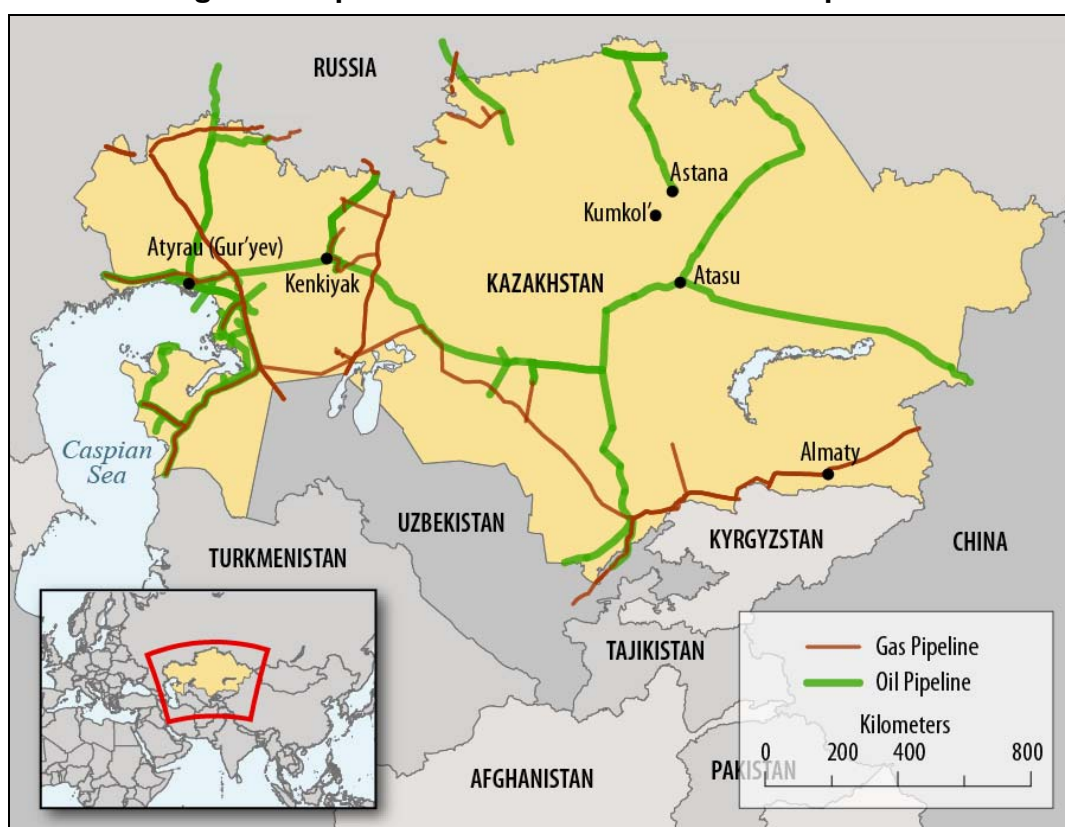 RUSSIA
Astana
Kumkol'
Atyrau (Gur'yev)
Kenkiyak
KAZAKHSTAN
Atasu
Caspian
Sea
Almaty
UZBEKISTAN
KYRGYZSTAN
CHINA
TURKMENISTAN
TAJIKISTAN
AFGHANISTAN
PAKISTAN
Gas Pipeline
Oil Pipeline
Kilometers
0 200 400 800